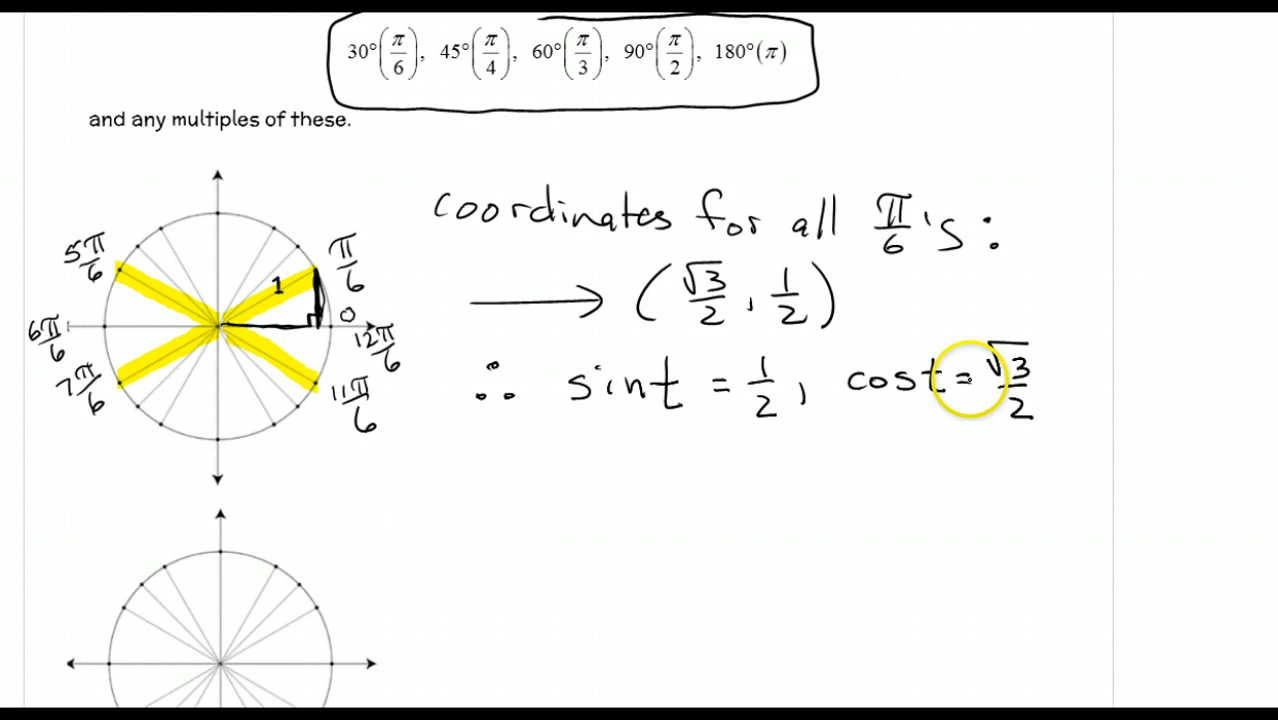 30°(π/6), 45°(π/4), 60°(π/3), 90°(π/2), 180°(π)
and any multiples of these.
coordinates for all π/6's:
→ (√3/2, 1/2)
∴ sint = 1/2, cost = √3/2
5π/6
π/6
1
0
6π/6
12π/6
7π/6
11π/6